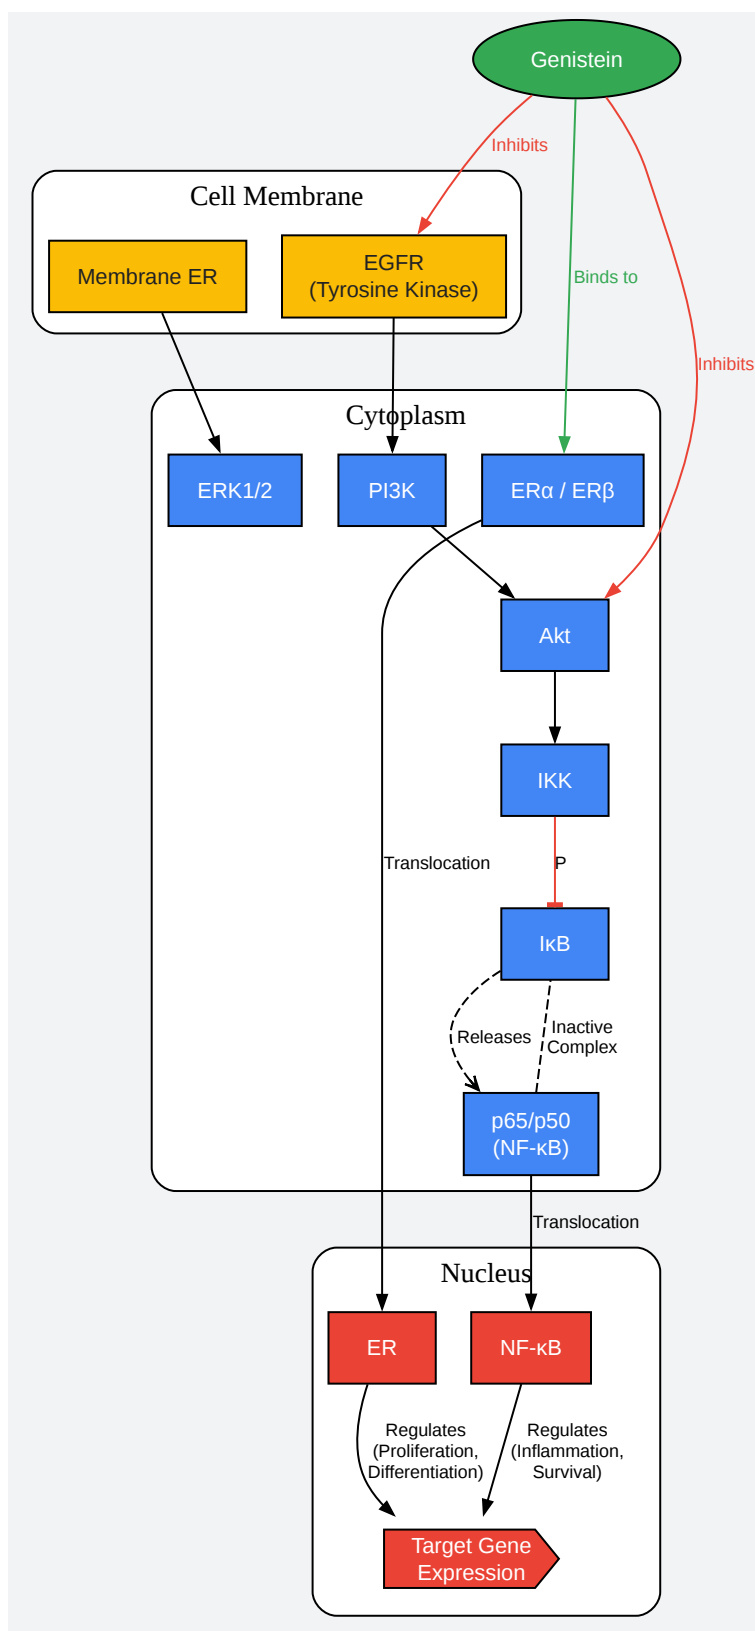 Genistein
Inhibits
Cell Membrane
Membrane ER
EGFR
(Tyrosine Kinase)
Binds to
Inhibits
Cytoplasm
ERK1/2
PI3K
ERα / ERβ
Akt
IKK
Translocation
P
IκB
Releases
Inactive
Complex
p65/p50
(NF-κB)
Translocation
Nucleus
ER
NF-κB
Regulates
(Proliferation,
Differentiation)
Regulates
(Inflammation,
Survival)
Target Gene
Expression